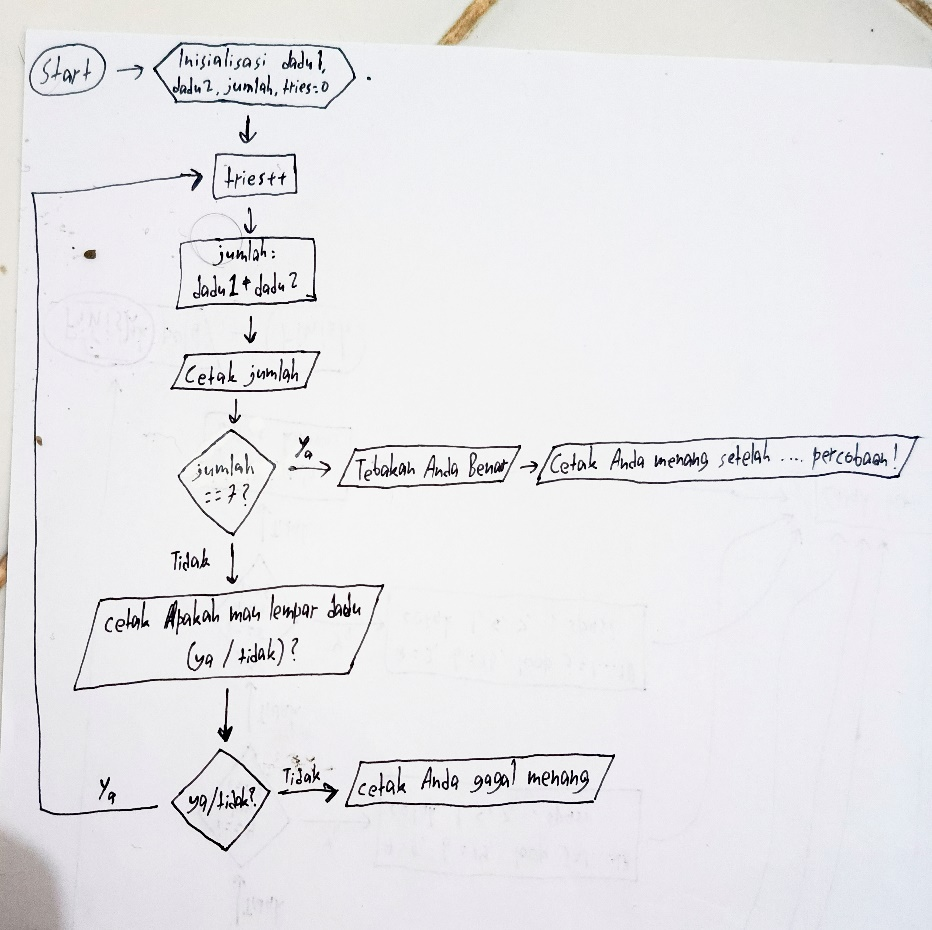 Start
Inisialisasi dadu1,
dadu2, jumlah, tries=0
tries++
jumlah:
dadu1+dadu2
Cetak jumlah
jumlah
==7?
Ya
Tebakan Anda Benar
Cetak Anda menang setelah .... percobaan!
Tidak
cetak Apakah mau lempar dadu
(ya / tidak)?
ya/tidak?
Ya
Tidak
cetak Anda gagal menang